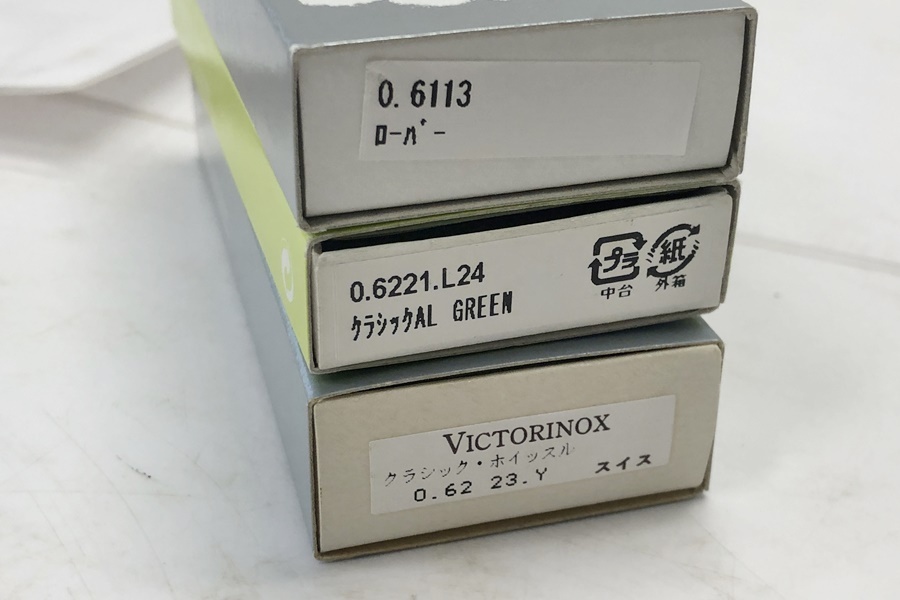 0.6113
ﾛｰﾊﾞｰ
0.6221.L24
ｸﾗｼｯｸAL GREEN
プラ
中台
紙
外箱
VICTORINOX
クラシック・ホイッスル
0.62 23.Y スイス